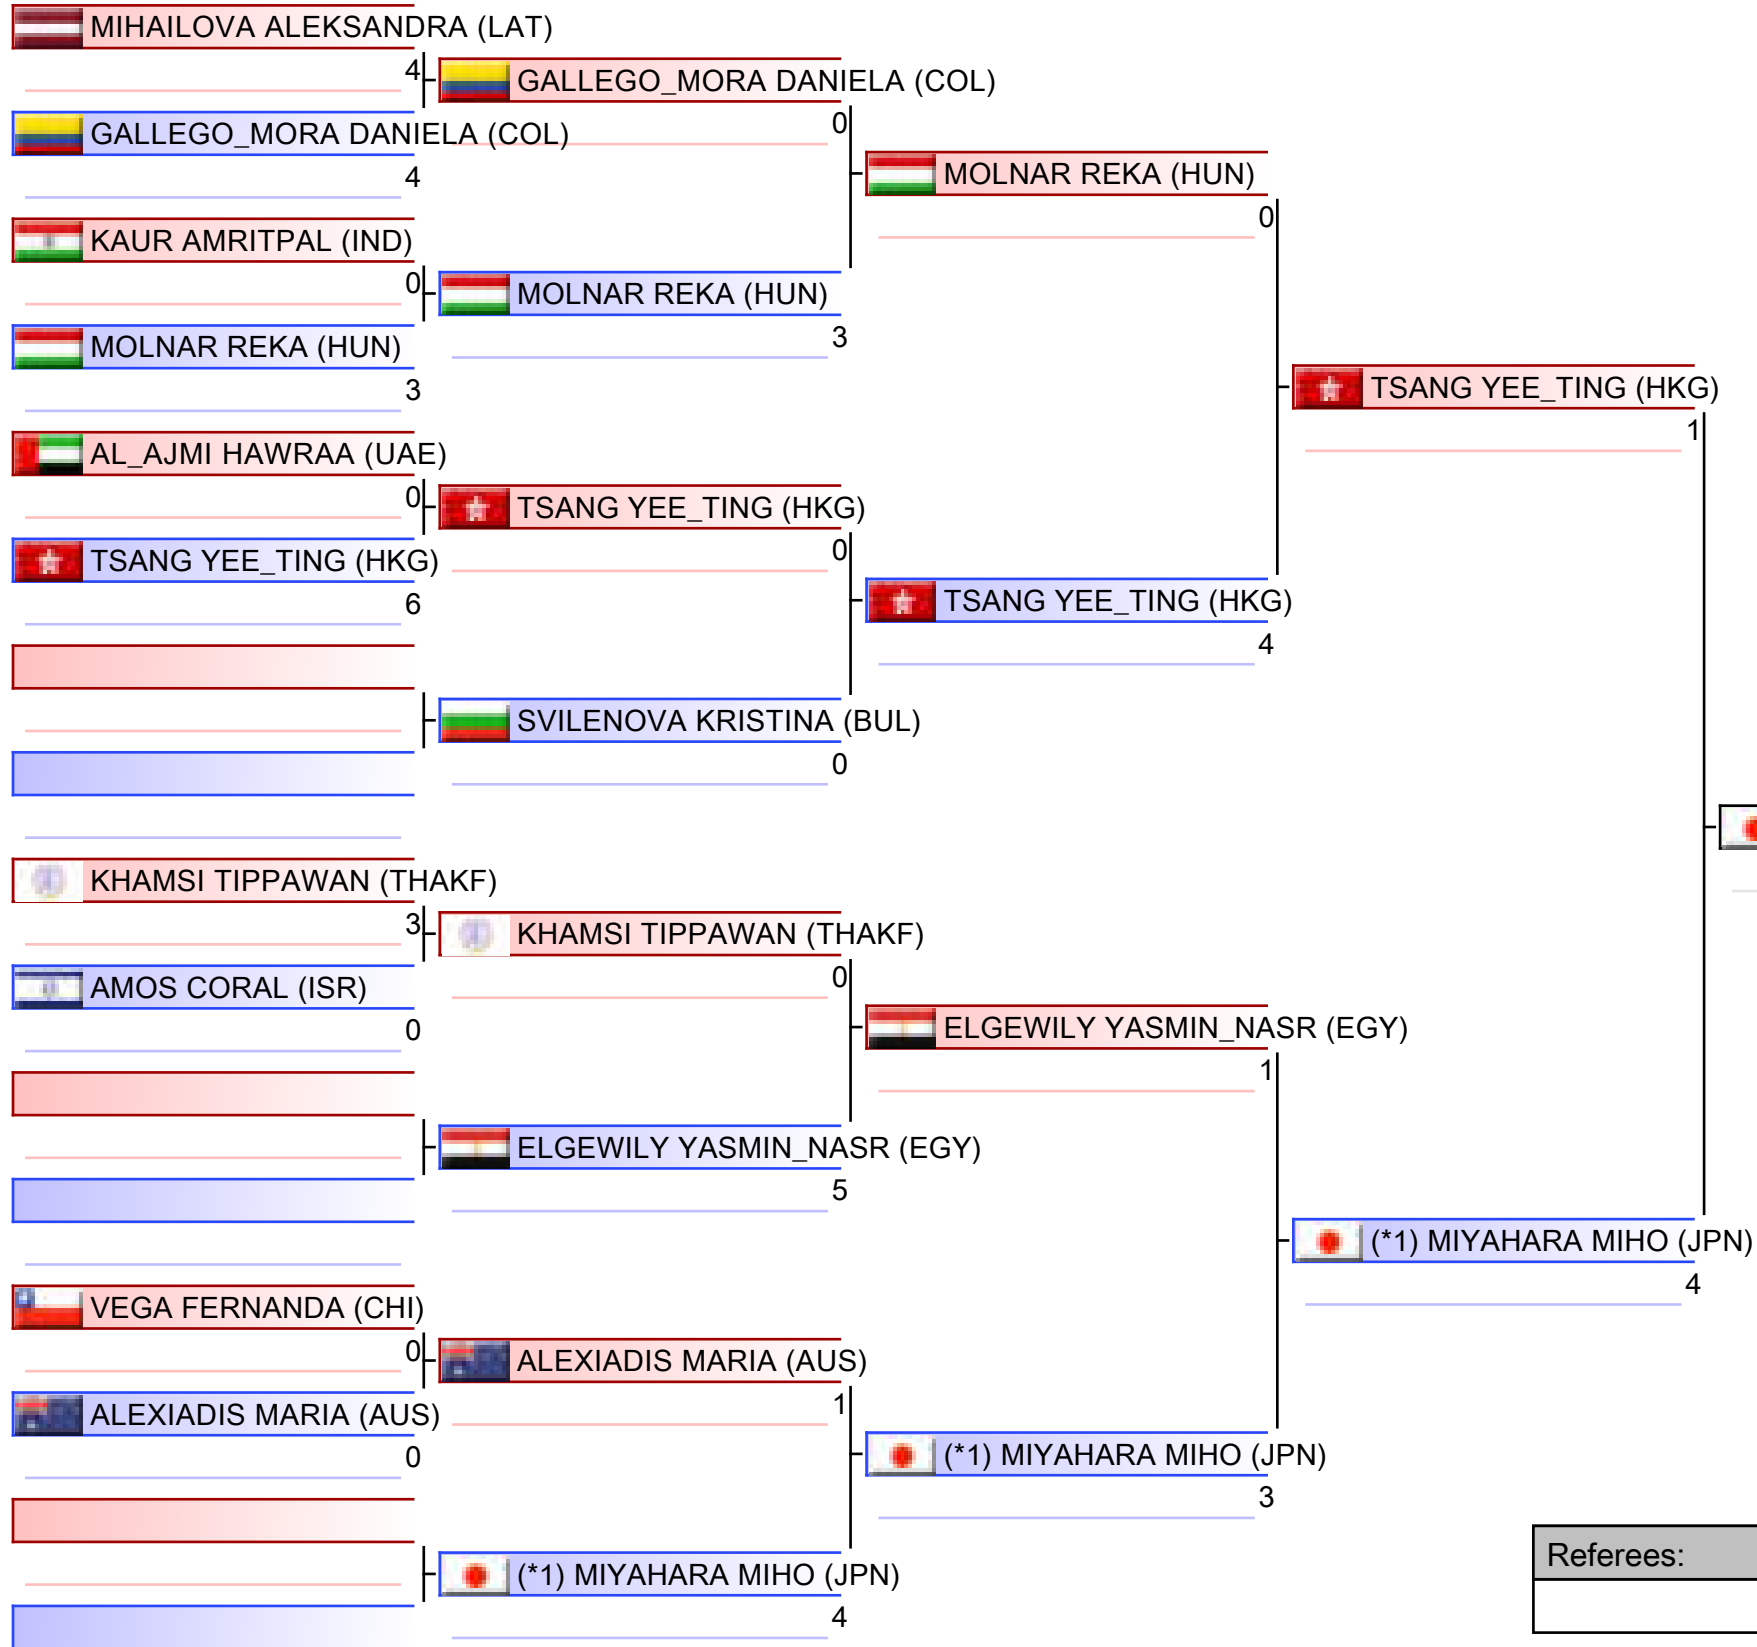 MIHAILOVA ALEKSANDRA (LAT)
4
GALLEGO_MORA DANIELA (COL)
4
KAUR AMRITPAL (IND)
0
MOLNAR REKA (HUN)
3
AL_AJMI HAWRAA (UAE)
0
TSANG YEE_TING (HKG)
6
KHAMSI TIPPAWAN (THAKF)
3
AMOS CORAL (ISR)
0
VEGA FERNANDA (CHI)
0
ALEXIADIS MARIA (AUS)
0
GALLEGO_MORA DANIELA (COL)
0
MOLNAR REKA (HUN)
3
TSANG YEE_TING (HKG)
0
SVILENOVA KRISTINA (BUL)
0
KHAMSI TIPPAWAN (THAKF)
0
ELGEWILY YASMIN_NASR (EGY)
5
ALEXIADIS MARIA (AUS)
1
(*1) MIYAHARA MIHO (JPN)
4
MOLNAR REKA (HUN)
0
TSANG YEE_TING (HKG)
4
ELGEWILY YASMIN_NASR (EGY)
1
(*1) MIYAHARA MIHO (JPN)
3
TSANG YEE_TING (HKG)
1
(*1) MIYAHARA MIHO (JPN)
4
Referees: